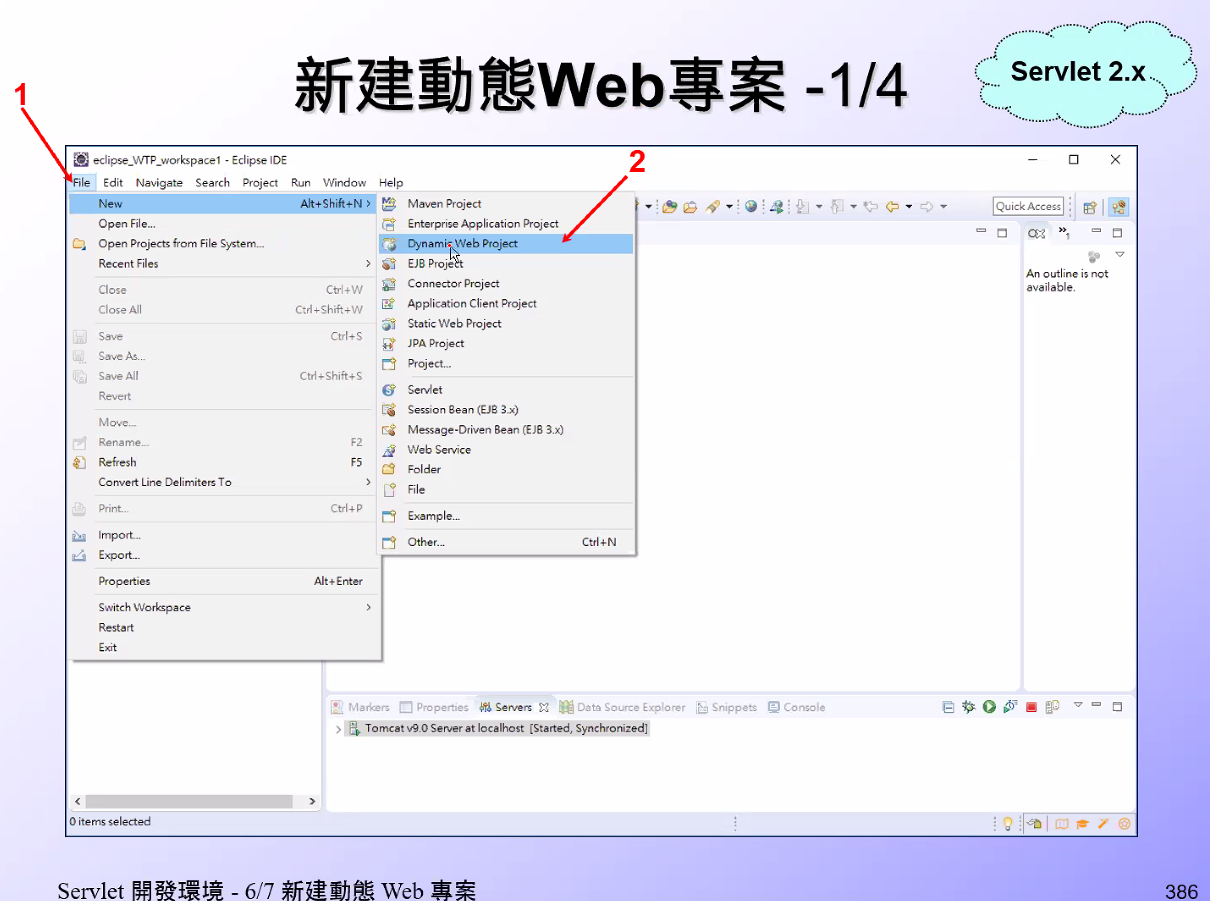 新建動態Web專案 -1/4
Servlet 2.x
1
eclipse_WTP_workspace1 - Eclipse IDE
2
File Edit Navigate Search Project Run Window Help
New Alt+Shift+N
Open File...
Open Projects from File System...
Recent Files
Close Ctrl+W
Close All Ctrl+Shift+W
Save Ctrl+S
Save As...
Save All Ctrl+Shift+S
Revert
Move...
Rename... F2
Refresh F5
Convert Line Delimiters To
Print... Ctrl+P
Import...
Export...
Properties Alt+Enter
Switch Workspace
Restart
Exit
Maven Project
Enterprise Application Project
Dynamic Web Project
EJB Project
Connector Project
Application Client Project
Static Web Project
JPA Project
Project...
Servlet
Session Bean (EJB 3.x)
Message-Driven Bean (EJB 3.x)
Web Service
Folder
File
Example...
Other... Ctrl+N
Quick Access
An outline is not
available.
Markers Properties Servers Data Source Explorer Snippets Console
Tomcat v9.0 Server at localhost [Started, Synchronized]
0 items selected
Servlet 開發環境 - 6/7 新建動態 Web 專案
386